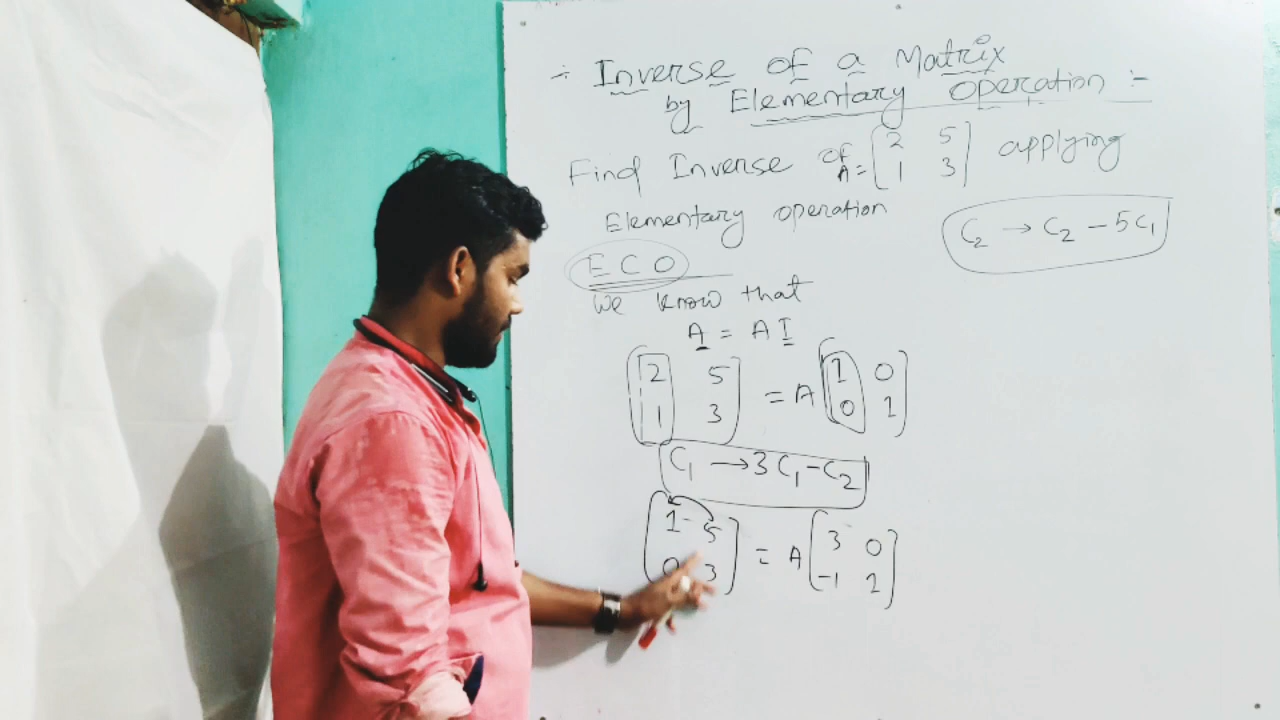 ÷ Inverse of a Matrix
by Elementary Operation :-
Find Inverse of A = [2 5 applying
1 3]
Elementary operation
C₂ → C₂ - 5C₁
ECO
We know that
A = AI
[2 5 = A [1 0
1 3] 0 1]
C₁ → 3C₁ - C₂
[1 5 = A [3 0
0 3] -1 1]